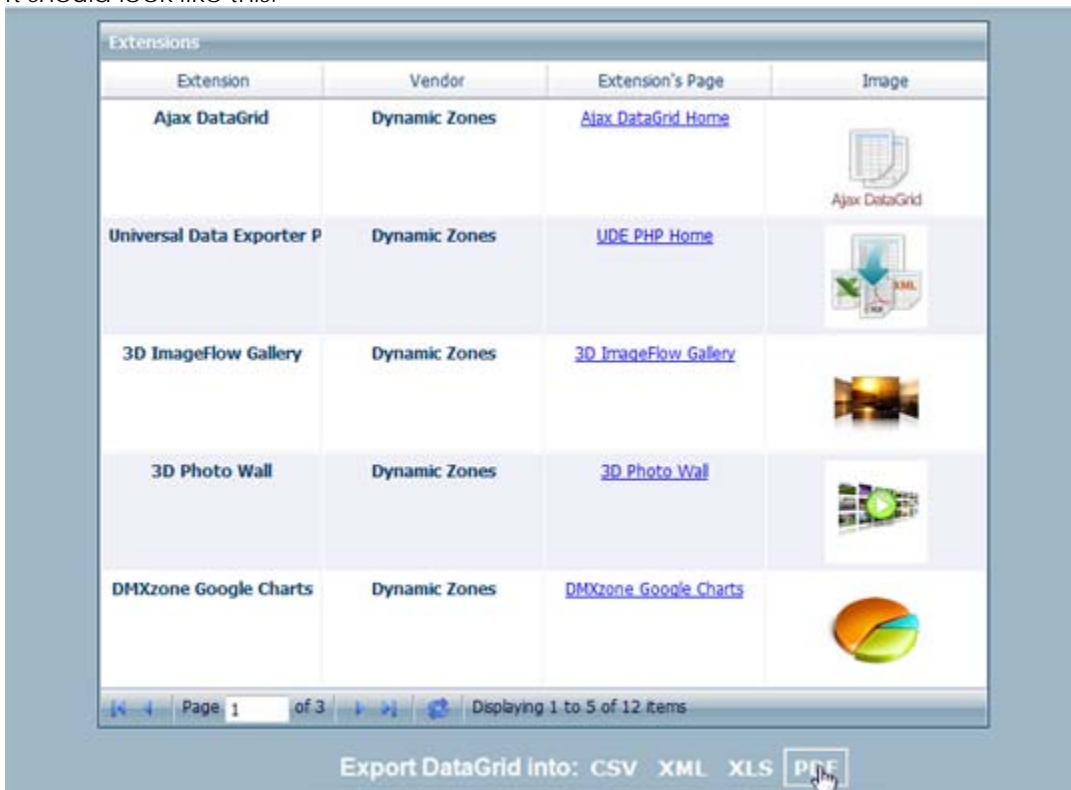 It should look like this:
Extensions
Extension Vendor Extension's Page Image
Ajax DataGrid Dynamic Zones Ajax DataGrid Home
Ajax DataGrid
Universal Data Exporter P Dynamic Zones UDE PHP Home
XML
CSV
3D ImageFlow Gallery Dynamic Zones 3D ImageFlow Gallery
3D Photo Wall Dynamic Zones 3D Photo Wall
DMXzone Google Charts Dynamic Zones DMXzone Google Charts
Page 1 of 3 Displaying 1 to 5 of 12 items
Export DataGrid into: CSV XML XLS PDF